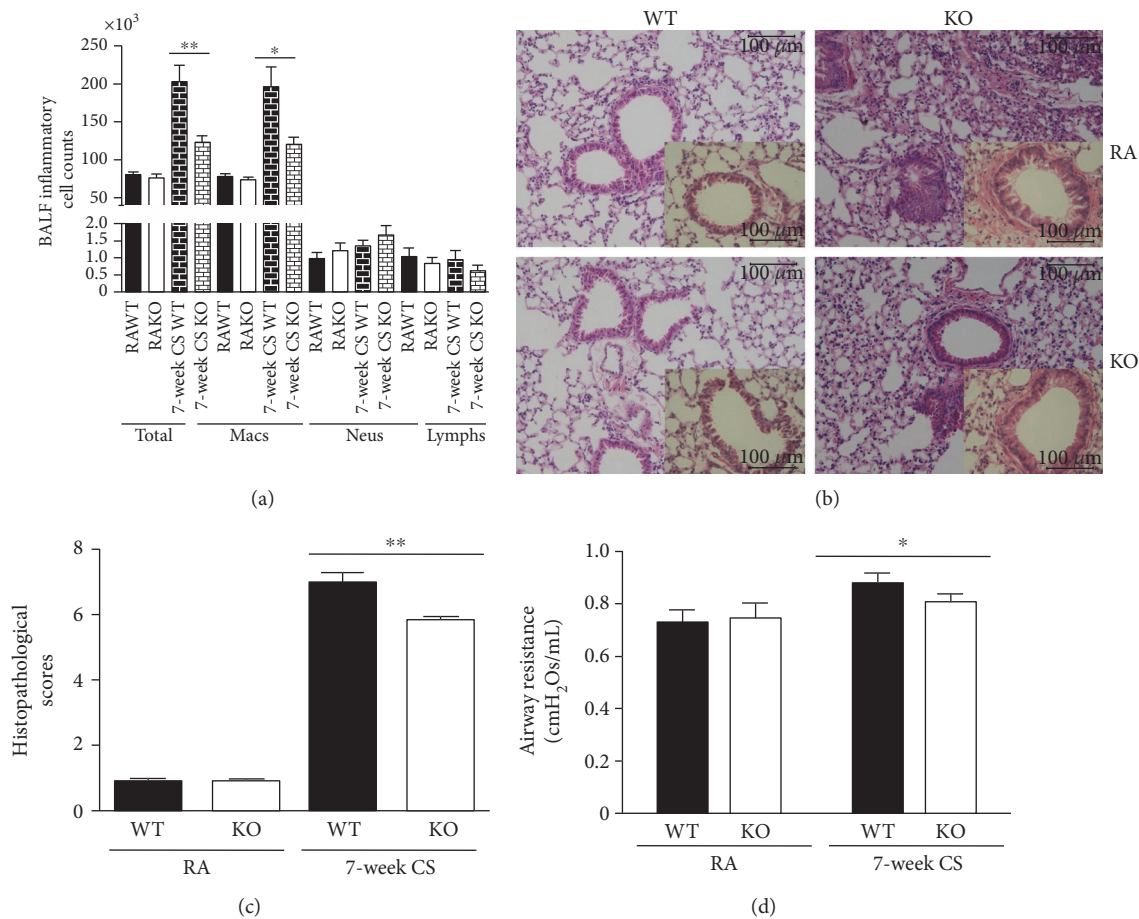 ×10³
250
200
150
100
50
2.0
1.5
1.0
0.5
0
BALF inflammatory
cell counts
**
*
RAWT
RAKO
7-week CS WT
7-week CS KO
RAWT
RAKO
7-week CS WT
7-week CS KO
RAWT
RAKO
7-week CS WT
7-week CS KO
RAWT
RAKO
7-week CS WT
7-week CS KO
Total Macs Neus Lymphs
(a)
WT KO
100 μm 100 μm
RA
100 μm 100 μm
100 μm 100 μm
KO
100 μm 100 μm
(b)
8
6
4
2
0
Histopathological
scores
**
WT KO WT KO
RA 7-week CS
(c)
1.0
0.8
0.6
0.4
0.2
0
Airway resistance
(cmH₂Os/mL)
*
WT KO WT KO
RA 7-week CS
(d)